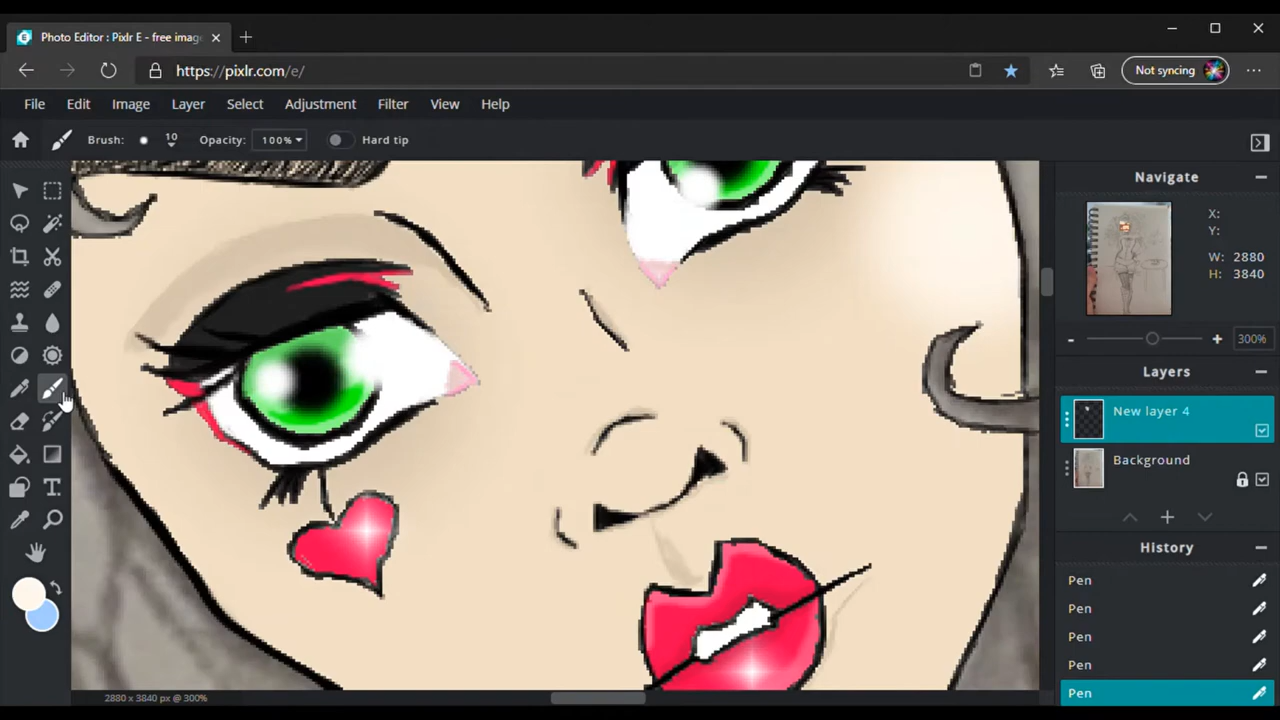 Photo Editor : Pixlr E - free imag
https://pixlr.com/e/
Not syncing
File Edit Image Layer Select Adjustment Filter View Help
Brush: 10 Opacity: 100% Hard tip
Navigate
X:
Y:
W: 2880
H: 3840
- + 300%
Layers
New layer 4
Background
History
Pen
Pen
Pen
Pen
Pen
2880 x 3840 px @ 300%